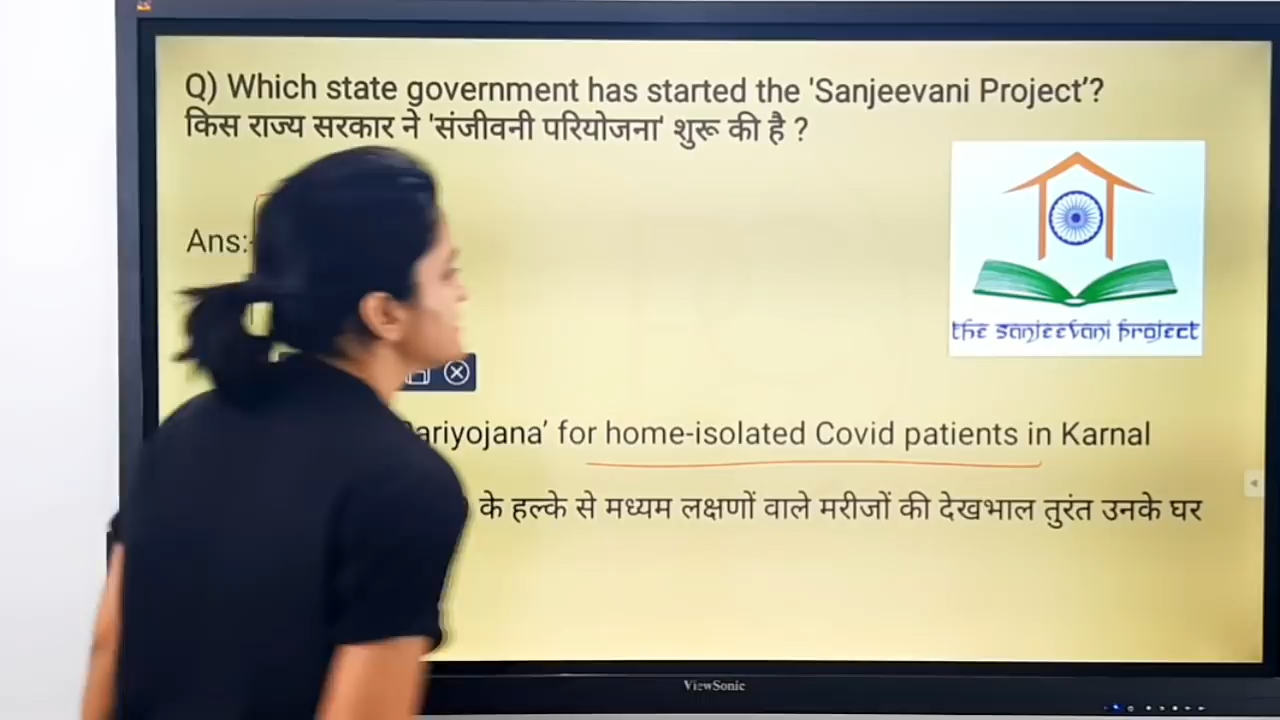 Q) Which state government has started the 'Sanjeevani Project'?
किस राज्य सरकार ने 'संजीवनी परियोजना' शुरू की है ?
Ans:-
the sanjeevani project
for home-isolated Covid patients in Karnal
के हल्के से मध्यम लक्षणों वाले मरीजों की देखभाल तुरंत उनके घर
ViewSonic